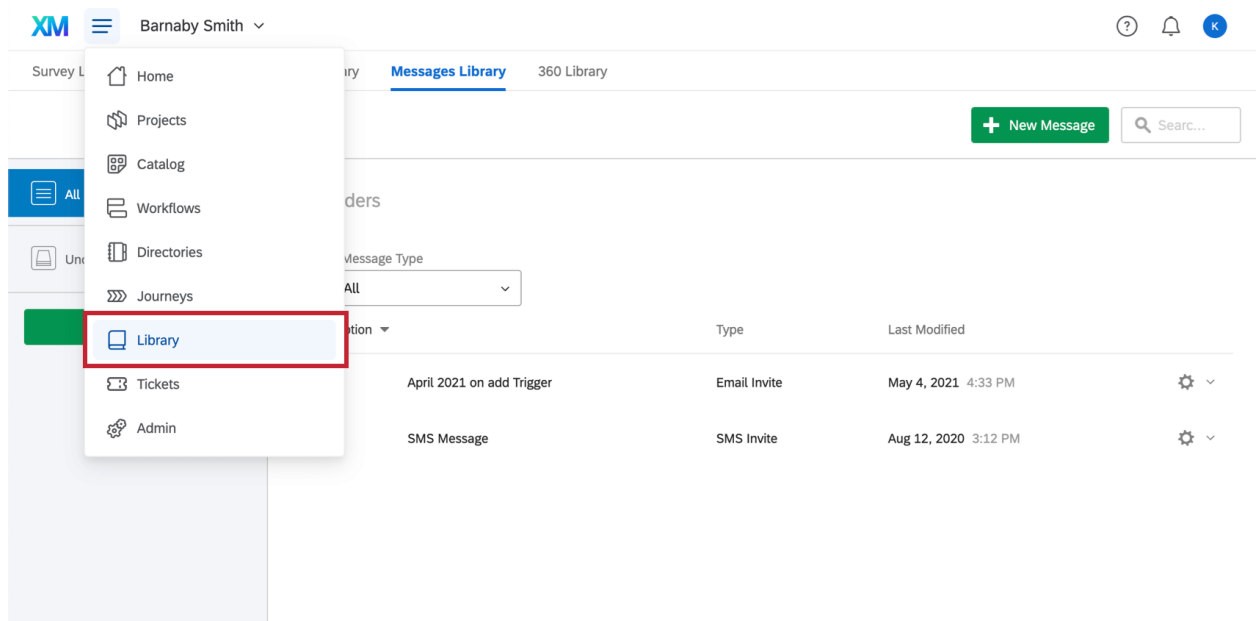 XM Barnaby Smith K
Survey L ry Messages Library 360 Library
Home
Projects
New Message Searc...
Catalog
All
Workflows
ders
Directories
Und
Message Type
Journeys
All
Library
tion Type Last Modified
Tickets
April 2021 on add Trigger Email Invite May 4, 2021 4:33 PM
Admin
SMS Message SMS Invite Aug 12, 2020 3:12 PM